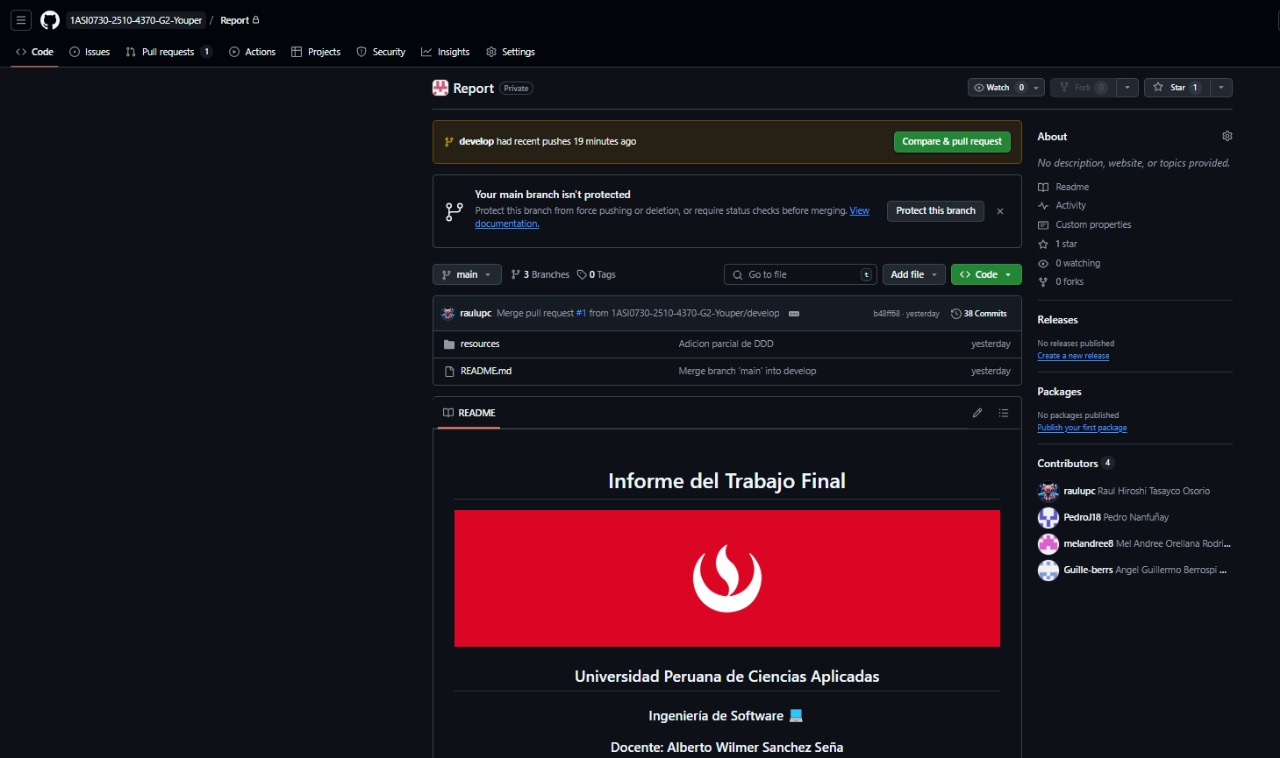 1ASI0730-2510-4370-G2-Youper / Report
Code Issues Pull requests 1 Actions Projects Security Insights Settings
Report Private
Watch 0 Fork 0 Star 1
develop had recent pushes 19 minutes ago
Compare & pull request
Your main branch isn't protected
Protect this branch from force pushing or deletion, or require status checks before merging. View
documentation.
Protect this branch
main 3 Branches 0 Tags
Go to file t
Add file
Code
raulupc Merge pull request #1 from 1ASI0730-2510-4370-G2-Youper/develop
b48ff68 · yesterday 38 Commits
resources Adicion parcial de DDD yesterday
README.md Merge branch 'main' into develop yesterday
README
Informe del Trabajo Final
Universidad Peruana de Ciencias Aplicadas
Ingeniería de Software 💻
Docente: Alberto Wilmer Sanchez Seña
About
No description, website, or topics provided.
Readme
Activity
Custom properties
1 star
0 watching
0 forks
Releases
No releases published
Create a new release
Packages
No packages published
Publish your first package
Contributors 4
raulupc Raul Hiroshi Tasayco Osorio
PedroJ18 Pedro Nanfuñay
melandree8 Mel Andree Orellana Rodri...
Guille-berrs Angel Guillermo Berrospi ...